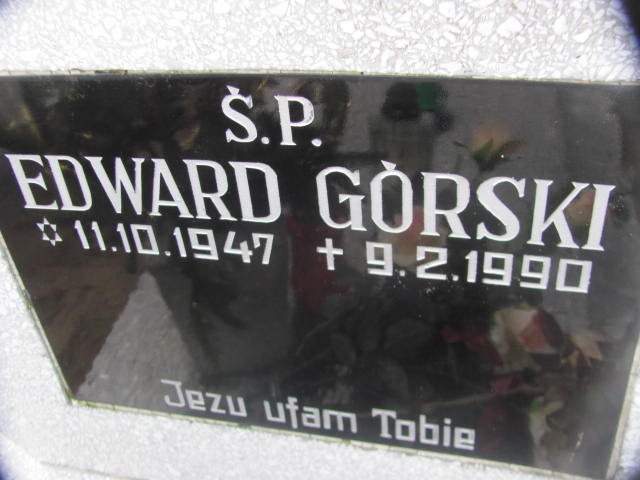 Ś.P.
EDWARD GÓRSKI
✡ 11.10.1947 ✝ 9.2.1990
Jezu ufam Tobie